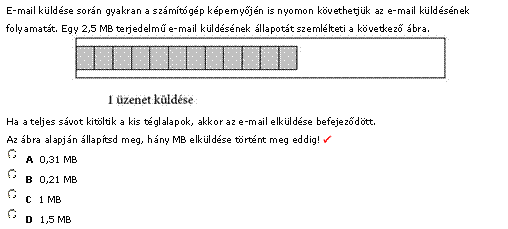 E-mail küldése során gyakran a számítógép képernyőjén is nyomon követhetjük az e-mail küldésének
folyamatát. Egy 2,5 MB terjedelmű e-mail küldésének állapotát szemlélteti a következő ábra.
1 üzenet küldése
Ha a teljes sávot kitöltik a kis téglalapok, akkor az e-mail elküldése befejeződött.
Az ábra alapján állapítsd meg, hány MB elküldése történt meg eddig!
A 0,31 MB
B 0,21 MB
C 1 MB
D 1,5 MB